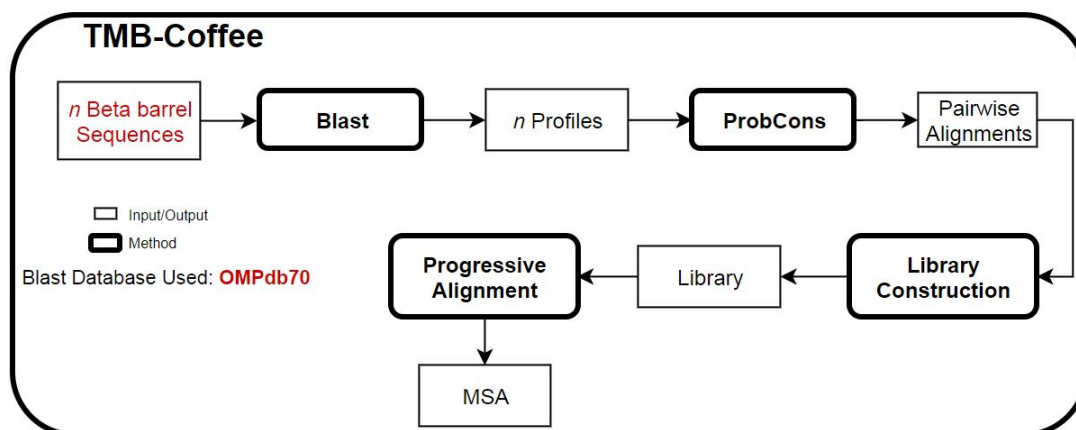 TMB-Coffee
n Beta barrel
Sequences
Blast
n Profiles
ProbCons
Pairwise
Alignments
Input/Output
Method
Blast Database Used: OMPdb70
Progressive
Alignment
Library
Library
Construction
MSA